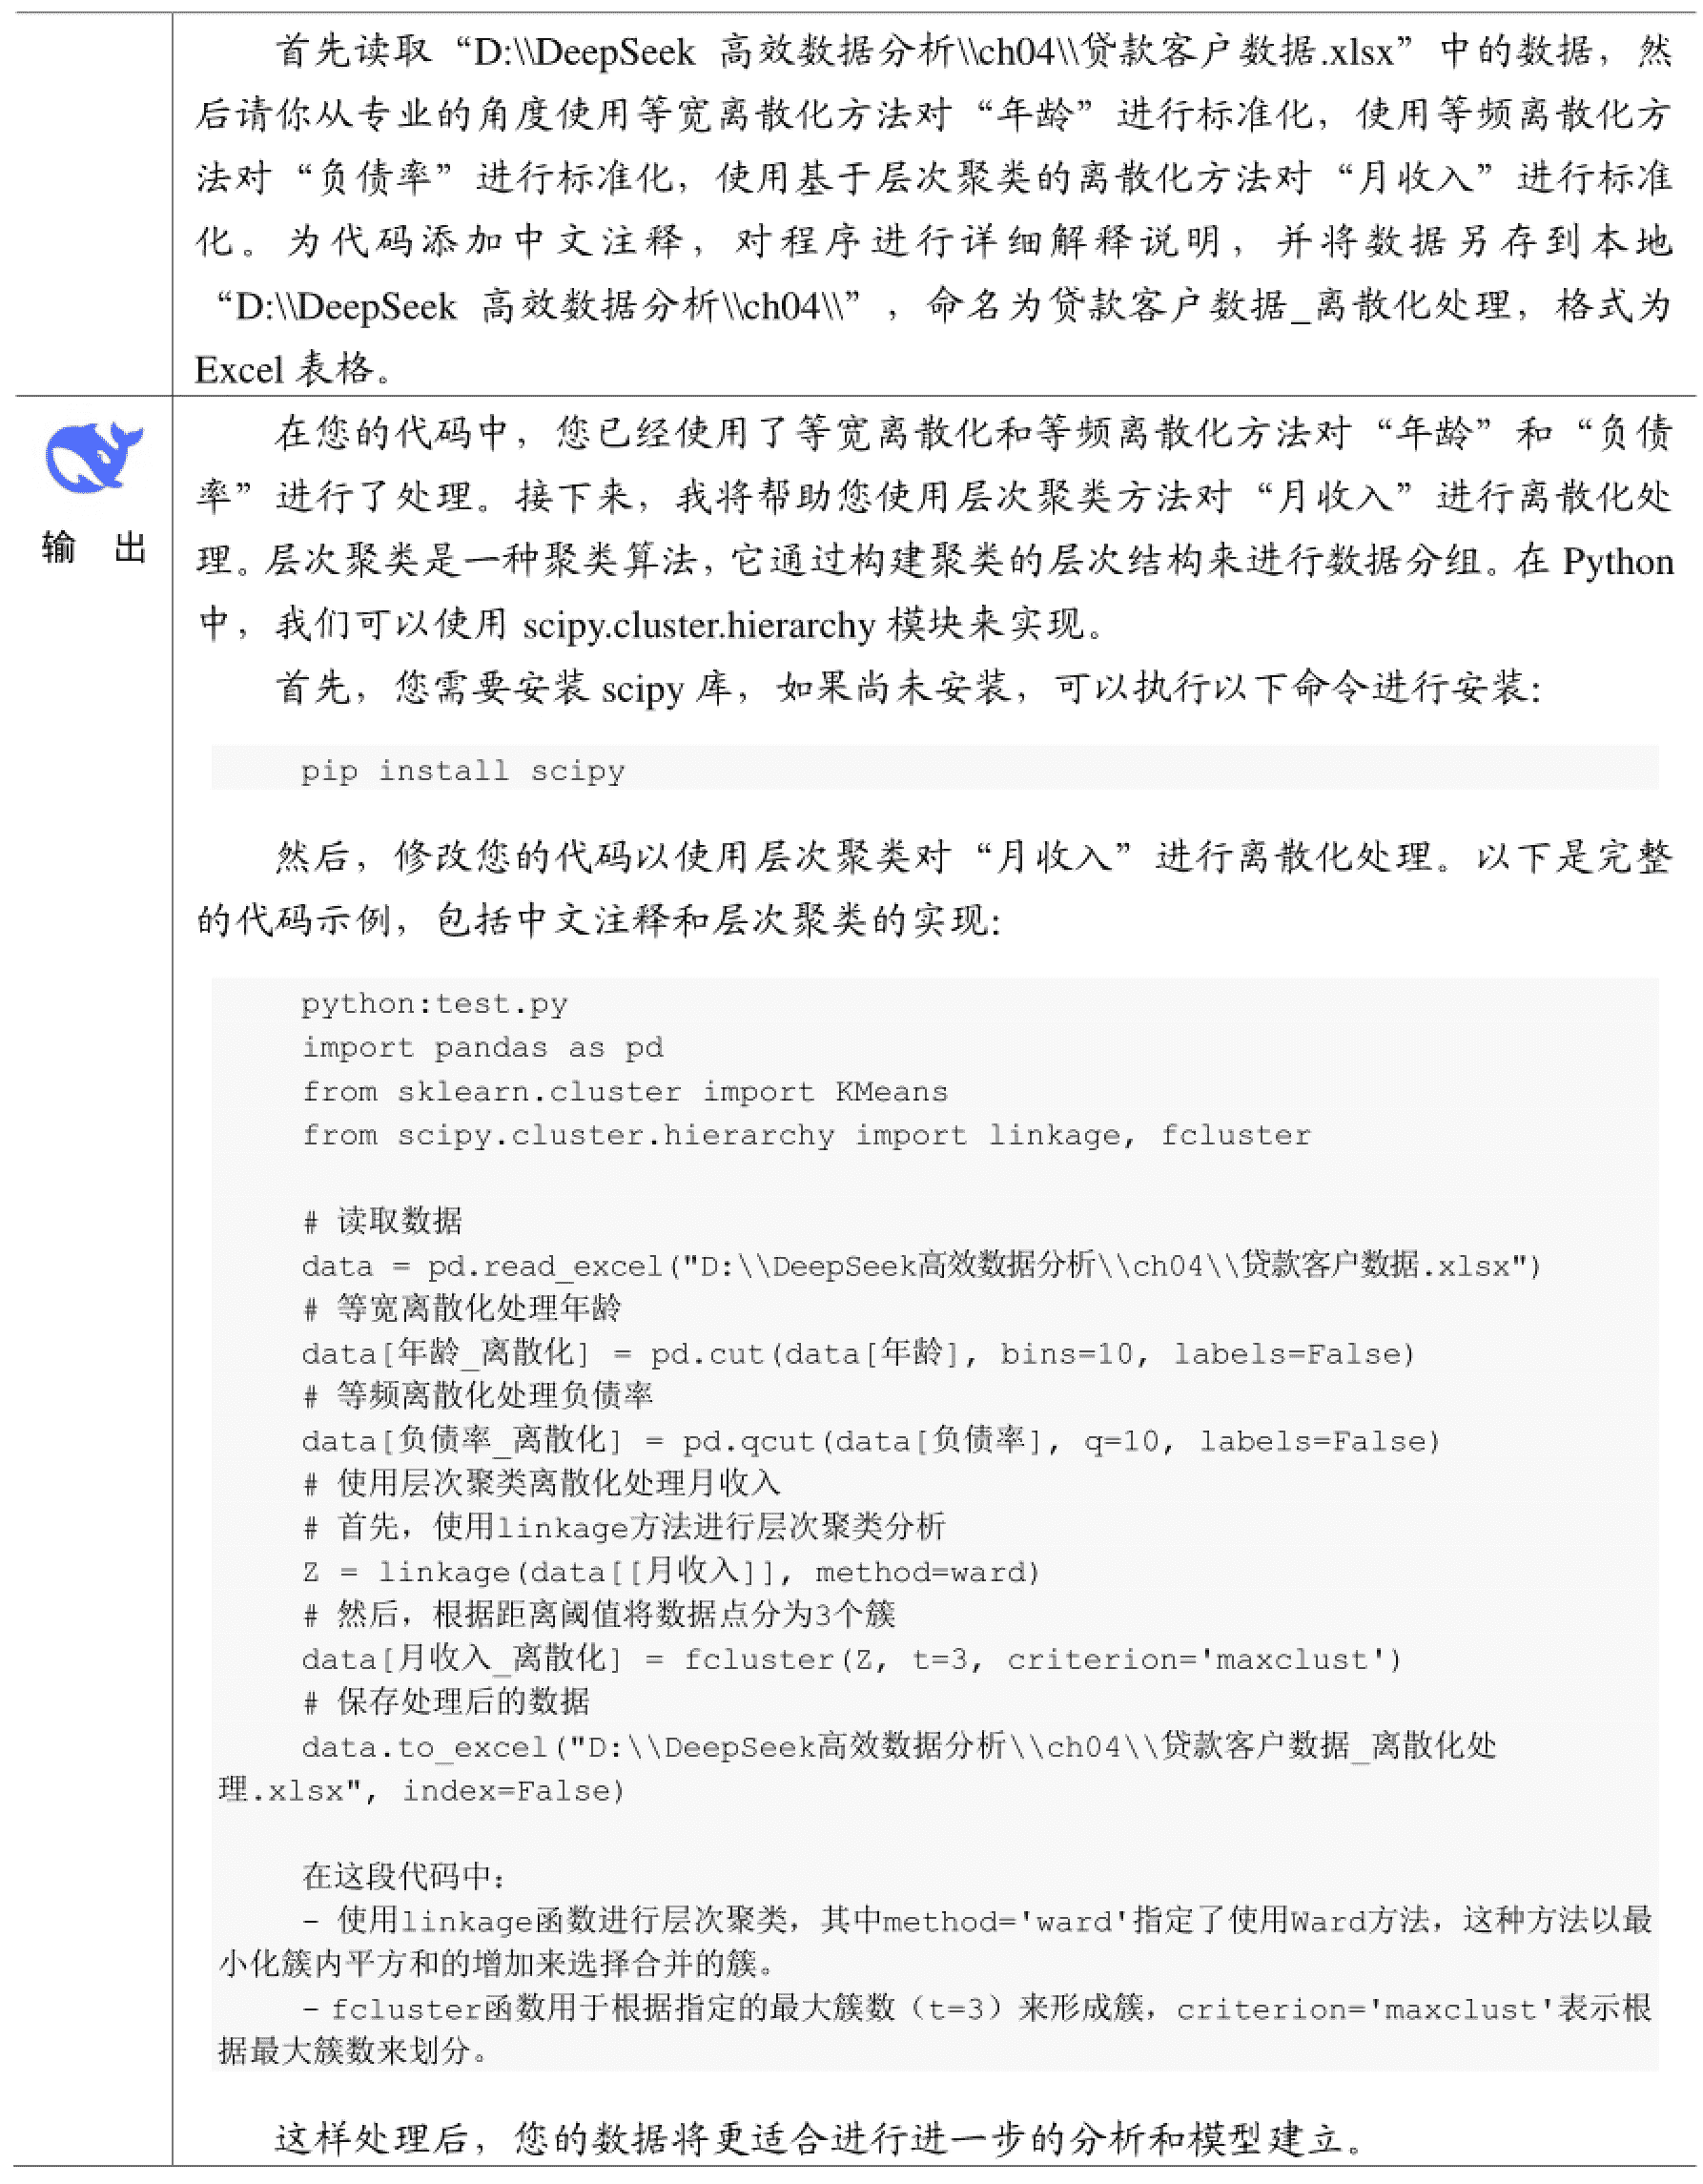 首先读取“D:\\DeepSeek 高效数据分析\\ch04\\贷款客户数据.xlsx”中的数据，然
后请你从专业的角度使用等宽离散化方法对“年龄”进行标准化，使用等频离散化方
法对“负债率”进行标准化，使用基于层次聚类的离散化方法对“月收入”进行标准
化。为代码添加中文注释，对程序进行详细解释说明，并将数据另存到本地
“D:\\DeepSeek 高效数据分析\\ch04\\”，命名为贷款客户数据_离散化处理，格式为
Excel 表格。
输 出
在您的代码中，您已经使用了等宽离散化和等频离散化方法对“年龄”和“负债
率”进行了处理。接下来，我将帮助您使用层次聚类方法对“月收入”进行离散化处
理。层次聚类是一种聚类算法，它通过构建聚类的层次结构来进行数据分组。在 Python
中，我们可以使用 scipy.cluster.hierarchy 模块来实现。
首先，您需要安装 scipy 库，如果尚未安装，可以执行以下命令进行安装：
pip install scipy
然后，修改您的代码以使用层次聚类对“月收入”进行离散化处理。以下是完整
的代码示例，包括中文注释和层次聚类的实现：
python:test.py
import pandas as pd
from sklearn.cluster import KMeans
from scipy.cluster.hierarchy import linkage, fcluster
# 读取数据
data = pd.read_excel("D:\\DeepSeek高效数据分析\\ch04\\贷款客户数据.xlsx")
# 等宽离散化处理年龄
data[年龄_离散化] = pd.cut(data[年龄], bins=10, labels=False)
# 等频离散化处理负债率
data[负债率_离散化] = pd.qcut(data[负债率], q=10, labels=False)
# 使用层次聚类离散化处理月收入
# 首先，使用linkage方法进行层次聚类分析
Z = linkage(data[[月收入]], method=ward)
# 然后，根据距离阈值将数据点分为3个簇
data[月收入_离散化] = fcluster(Z, t=3, criterion='maxclust')
# 保存处理后的数据
data.to_excel("D:\\DeepSeek高效数据分析\\ch04\\贷款客户数据_离散化处
理.xlsx", index=False)
在这段代码中：
- 使用linkage函数进行层次聚类，其中method='ward'指定了使用Ward方法，这种方法以最
小化簇内平方和的增加来选择合并的簇。
- fcluster函数用于根据指定的最大簇数（t=3）来形成簇，criterion='maxclust'表示根
据最大簇数来划分。
这样处理后，您的数据将更适合进行进一步的分析和模型建立。